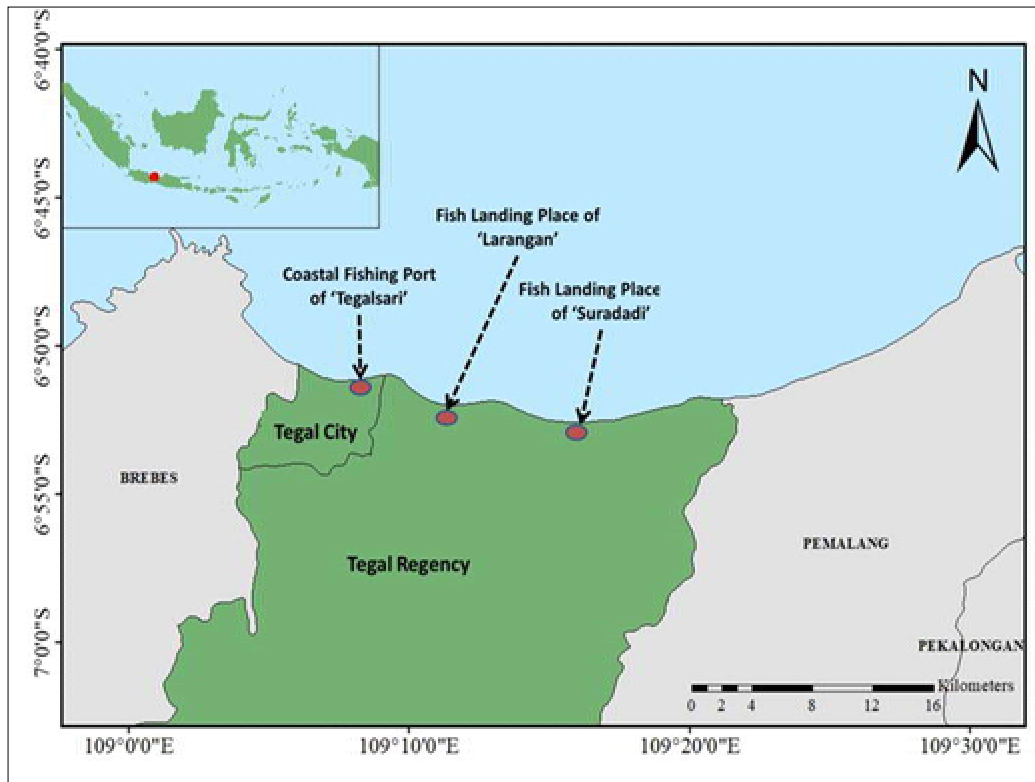 6°40'0"S
6°45'0"S
6°50'0"S
6°55'0"S
7°0'0"S
N
Fish Landing Place of
'Larangan'
Coastal Fishing Port
of 'Tegalsari'
Fish Landing Place
of 'Suradadi'
Tegal City
BREBES
Tegal Regency
PEMALANG
PEKALONGAN
Kilometers
0 2 4 8 12 16
109°0'0"E
109°10'0"E
109°20'0"E
109°30'0"E